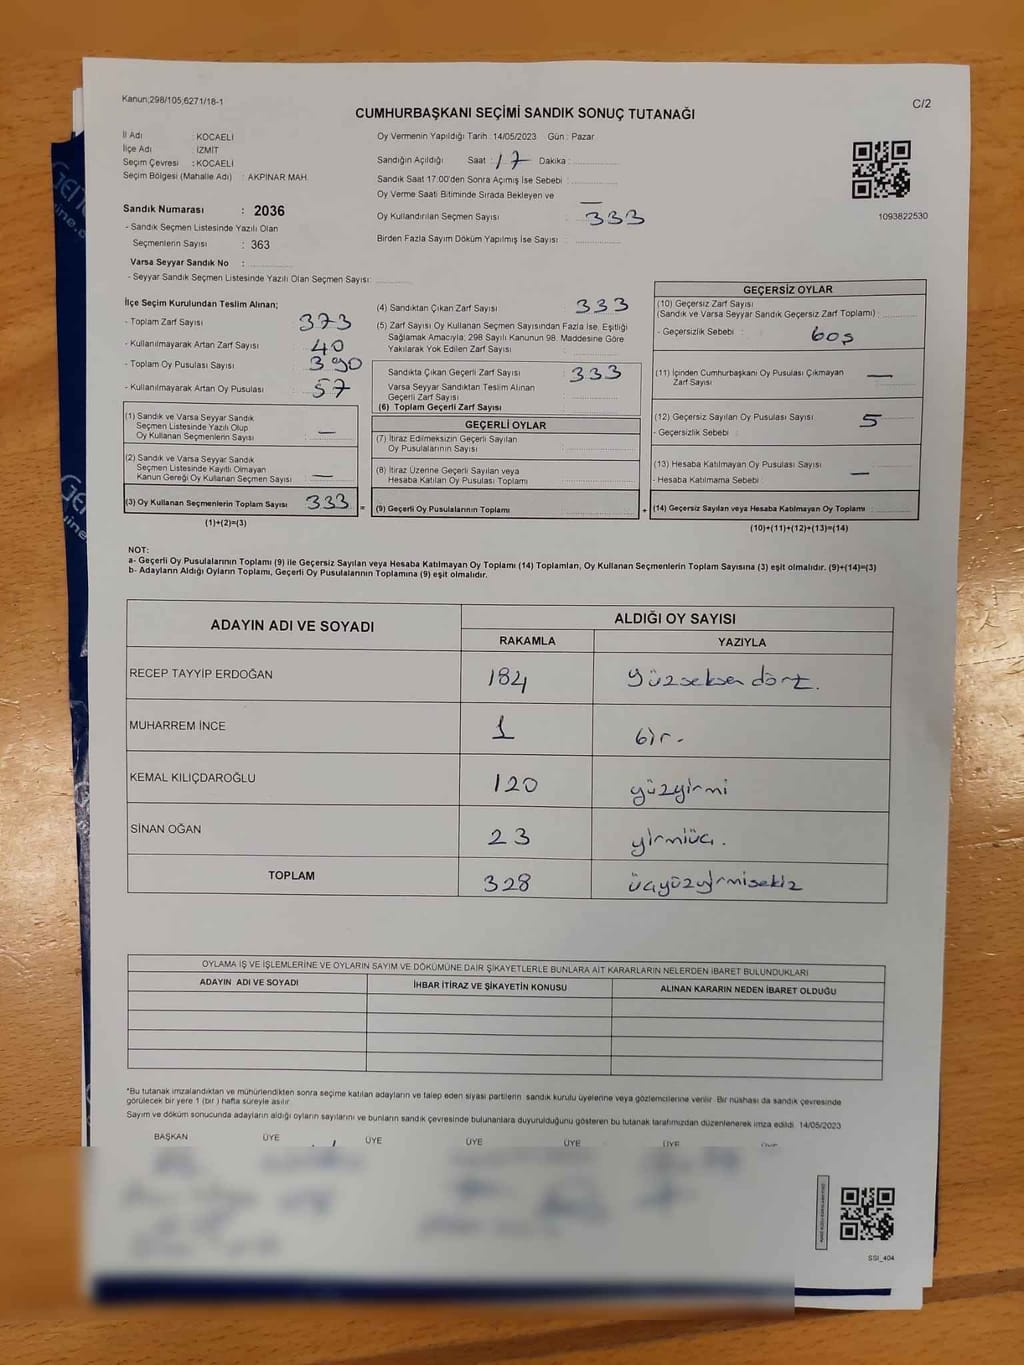 Kanun;298/105,6271/18-1
C/2
CUMHURBAŞKANI SEÇİMİ SANDIK SONUÇ TUTANAĞI
İl Adı : KOCAELİ
İlçe Adı : İZMİT
Seçim Çevresi : KOCAELİ
Seçim Bölgesi (Mahalle Adı) : AKPINAR MAH.
Sandık Numarası : 2036
- Sandık Seçmen Listesinde Yazılı Olan
Seçmenlerin Sayısı : 363
Varsa Seyyar Sandık No :
- Seyyar Sandık Seçmen Listesinde Yazılı Olan Seçmen Sayısı:
Oy Vermenin Yapıldığı Tarih : 14/05/2023 Gün : Pazar
Sandığın Açıldığı Saat : 17 Dakika :
Sandık Saat 17:00'den Sonra Açımış İse Sebebi :
Oy Verme Saati Bitiminde Sırada Bekleyen ve —
Oy Kullandırılan Seçmen Sayısı : 333
Birden Fazla Sayım Döküm Yapılmış İse Sayısı :
1093822530
İlçe Seçim Kurulundan Teslim Alınan;
- Toplam Zarf Sayısı : 373
- Kullanılmayarak Artan Zarf Sayısı : 40
- Toplam Oy Pusulası Sayısı : 390
- Kullanılmayarak Artan Oy Pusulası : 57
(1) Sandık ve Varsa Seyyar Sandık
Seçmen Listesinde Yazılı Olup
Oy Kullanan Seçmenlerin Sayısı : —
(2) Sandık ve Varsa Seyyar Sandık
Seçmen Listesinde Kayıtlı Olmayan
Kanun Gereği Oy Kullanan Seçmen Sayısı : —
(3) Oy Kullanan Seçmenlerin Toplam Sayısı : 333
(1)+(2)=(3)
=
(4) Sandıktan Çıkan Zarf Sayısı : 333
(5) Zarf Sayısı Oy Kullanan Seçmen Sayısından Fazla İse, Eşitliği
Sağlamak Amacıyla; 298 Sayılı Kanunun 98. Maddesine Göre
Yakılarak Yok Edilen Zarf Sayısı :
Sandıkta Çıkan Geçerli Zarf Sayısı : 333
Varsa Seyyar Sandıktan Teslim Alınan
Geçerli Zarf Sayısı :
(6) Toplam Geçerli Zarf Sayısı :
GEÇERLİ OYLAR
(7) İtiraz Edilmeksizin Geçerli Sayılan
Oy Pusulalarının Sayısı :
(8) İtiraz Üzerine Geçerli Sayılan veya
Hesaba Katılan Oy Pusulası Toplamı :
(9) Geçerli Oy Pusulalarının Toplamı :
+
GEÇERSİZ OYLAR
(10) Geçersiz Zarf Sayısı
(Sandık ve Varsa Seyyar Sandık Geçersiz Zarf Toplamı) :
- Geçersizlik Sebebi : boş
(11) İçinden Cumhurbaşkanı Oy Pusulası Çıkmayan
Zarf Sayısı : —
(12) Geçersiz Sayılan Oy Pusulası Sayısı : 5
- Geçersizlik Sebebi :
(13) Hesaba Katılmayan Oy Pusulası Sayısı : —
- Hesaba Katılmama Sebebi :
(14) Geçersiz Sayılan veya Hesaba Katılmayan Oy Toplamı :
(10)+(11)+(12)+(13)=(14)
NOT:
a- Geçerli Oy Pusulalarının Toplamı (9) ile Geçersiz Sayılan veya Hesaba Katılmayan Oy Toplamı (14) Toplamları, Oy Kullanan Seçmenlerin Toplam Sayısına (3) eşit olmalıdır. (9)+(14)=(3)
b- Adayların Aldığı Oyların Toplamı, Geçerli Oy Pusulalarının Toplamına (9) eşit olmalıdır.
ADAYIN ADI VE SOYADI ALDIĞI OY SAYISI
RAKAMLA YAZIYLA
RECEP TAYYİP ERDOĞAN 184 yüzseksen dört.
MUHARREM İNCE 1 bir.
KEMAL KILIÇDAROĞLU 120 yüzyirmi
SİNAN OĞAN 23 yirmiüç.
TOPLAM 328 üçyüzyirmisekiz
OYLAMA İŞ VE İŞLEMLERİNE VE OYLARIN SAYIM VE DÖKÜMÜNE DAİR ŞİKAYETLERLE BUNLARA AİT KARARLARIN NELERDEN İBARET BULUNDUKLARI
ADAYIN ADI VE SOYADI İHBAR İTİRAZ VE ŞİKAYETİN KONUSU ALINAN KARARIN NEDEN İBARET OLDUĞU
*Bu tutanak imzalandıktan ve mühürlendikten sonra seçime katılan adayların ve talep eden siyasi partilerin sandık kurulu üyelerine veya gözlemcilerine verilir. Bir nüshası da sandık çevresinde
görülecek bir yere 1 (bir ) hafta süreyle asılır.
Sayım ve döküm sonucunda adayların aldığı oyların sayılarını ve bunların sandık çevresinde bulunanlara duyurulduğunu gösteren bu tutanak tarafımızdan düzenlenerek imza edildi. 14/05/2023
BAŞKAN ÜYE ÜYE ÜYE ÜYE ÜYE ÜYE
SSI_404